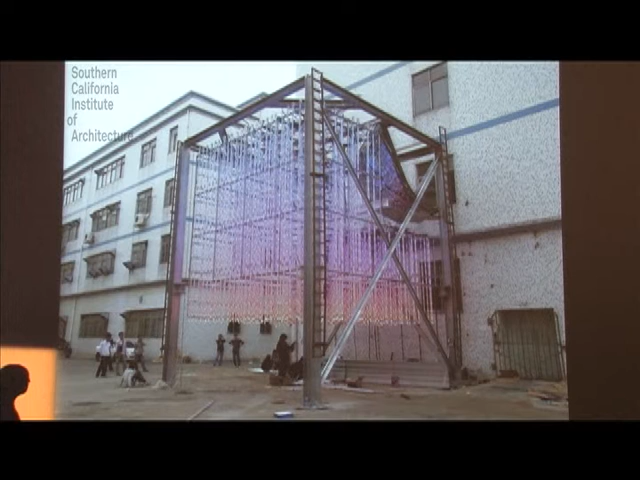 Southern
California
Institute
of
Architecture